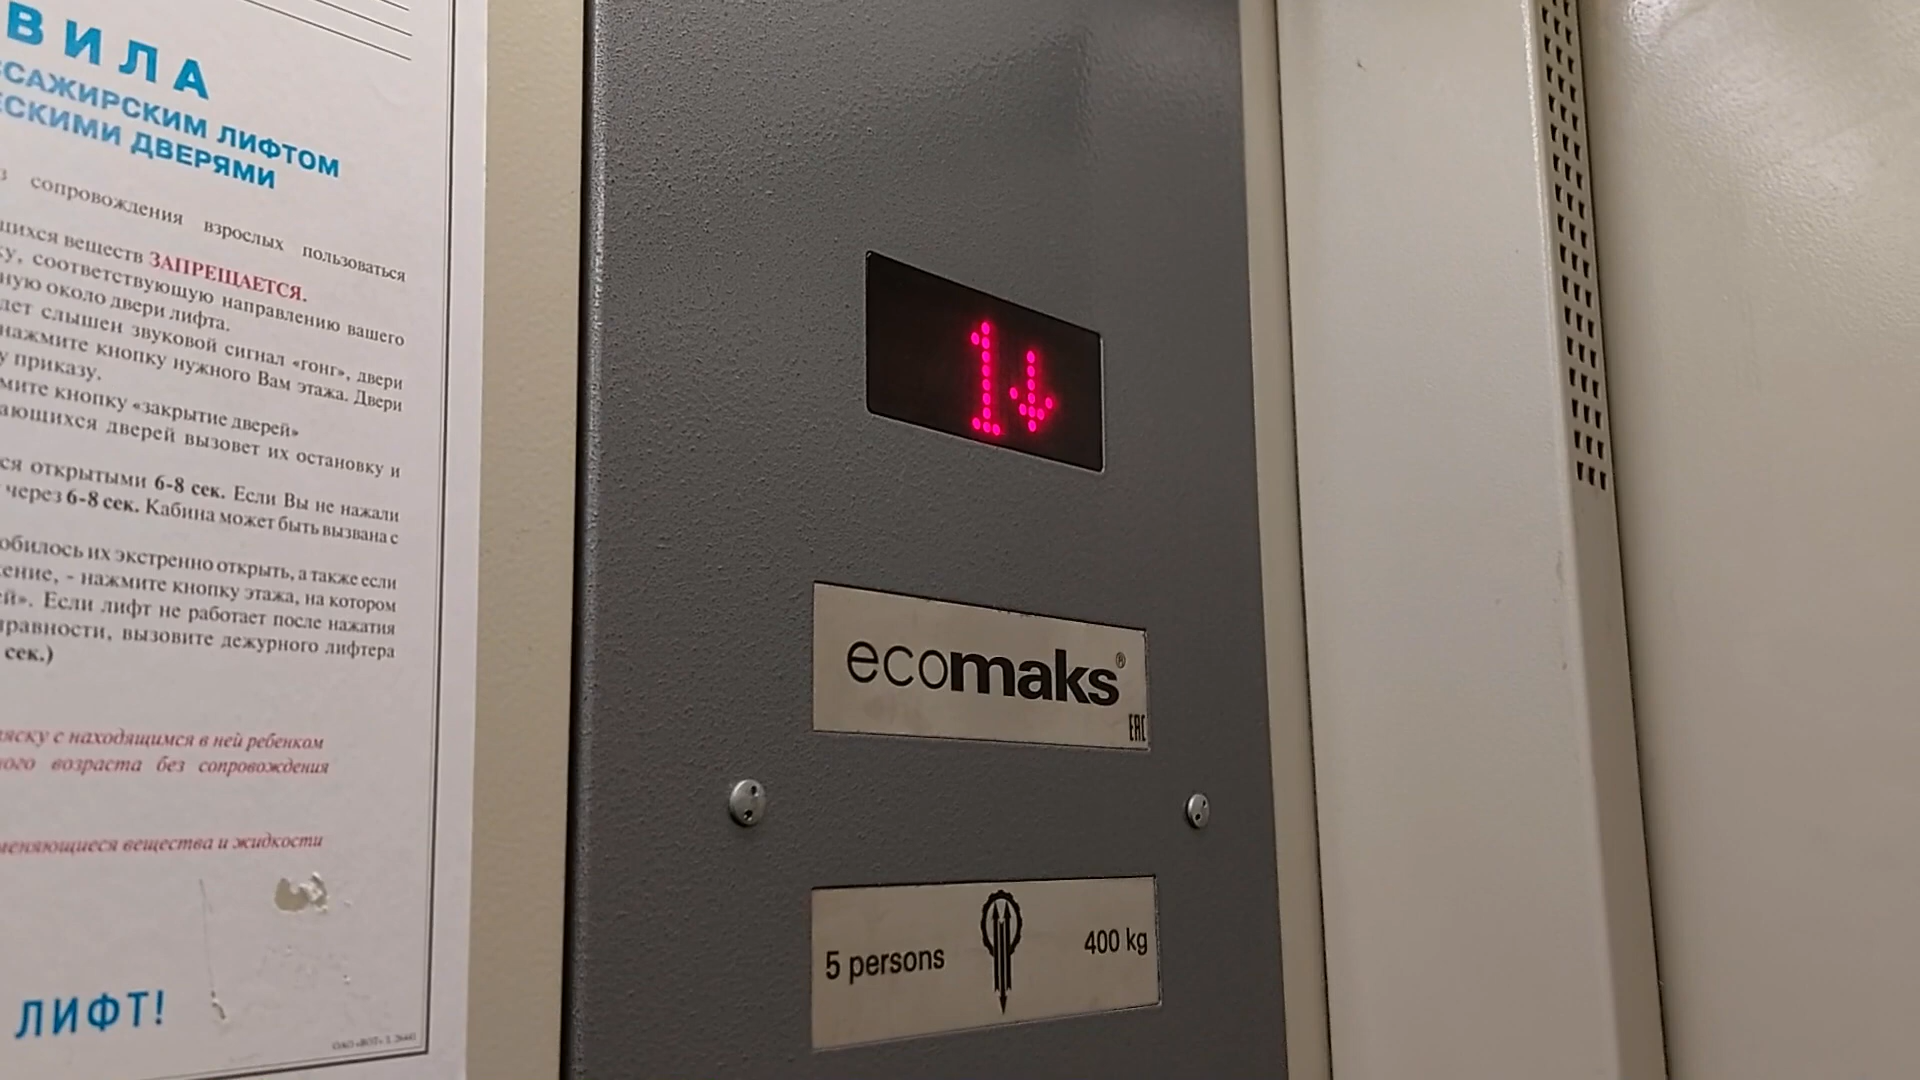 ВИЛА
ССАЖИРСКИМ ЛИФТОМ
ЕСКИМИ ДВЕРЯМИ
з сопровождения взрослых пользоваться
щихся веществ ЗАПРЕЩАЕТСЯ.
ку, соответствующую направлению вашего
ную около двери лифта.
дет слышен звуковой сигнал «гонг», двери
нажмите кнопку нужного Вам этажа. Двери
у приказу.
мите кнопку «закрытие дверей»
ающихся дверей вызовет их остановку и
ся открытыми 6-8 сек. Если Вы не нажали
через 6-8 сек. Кабина может быть вызвана с
обилось их экстренно открыть, а также если
ение, - нажмите кнопку этажа, на котором
ей». Если лифт не работает после нажатия
правности, вызовите дежурного лифтера
сек.)
яску с находящимся в ней ребенком
ого возраста без сопровождения
меняющиеся вещества и жидкости
ЛИФТ!
1↓
ecomaks®
EAC
5 persons 400 kg